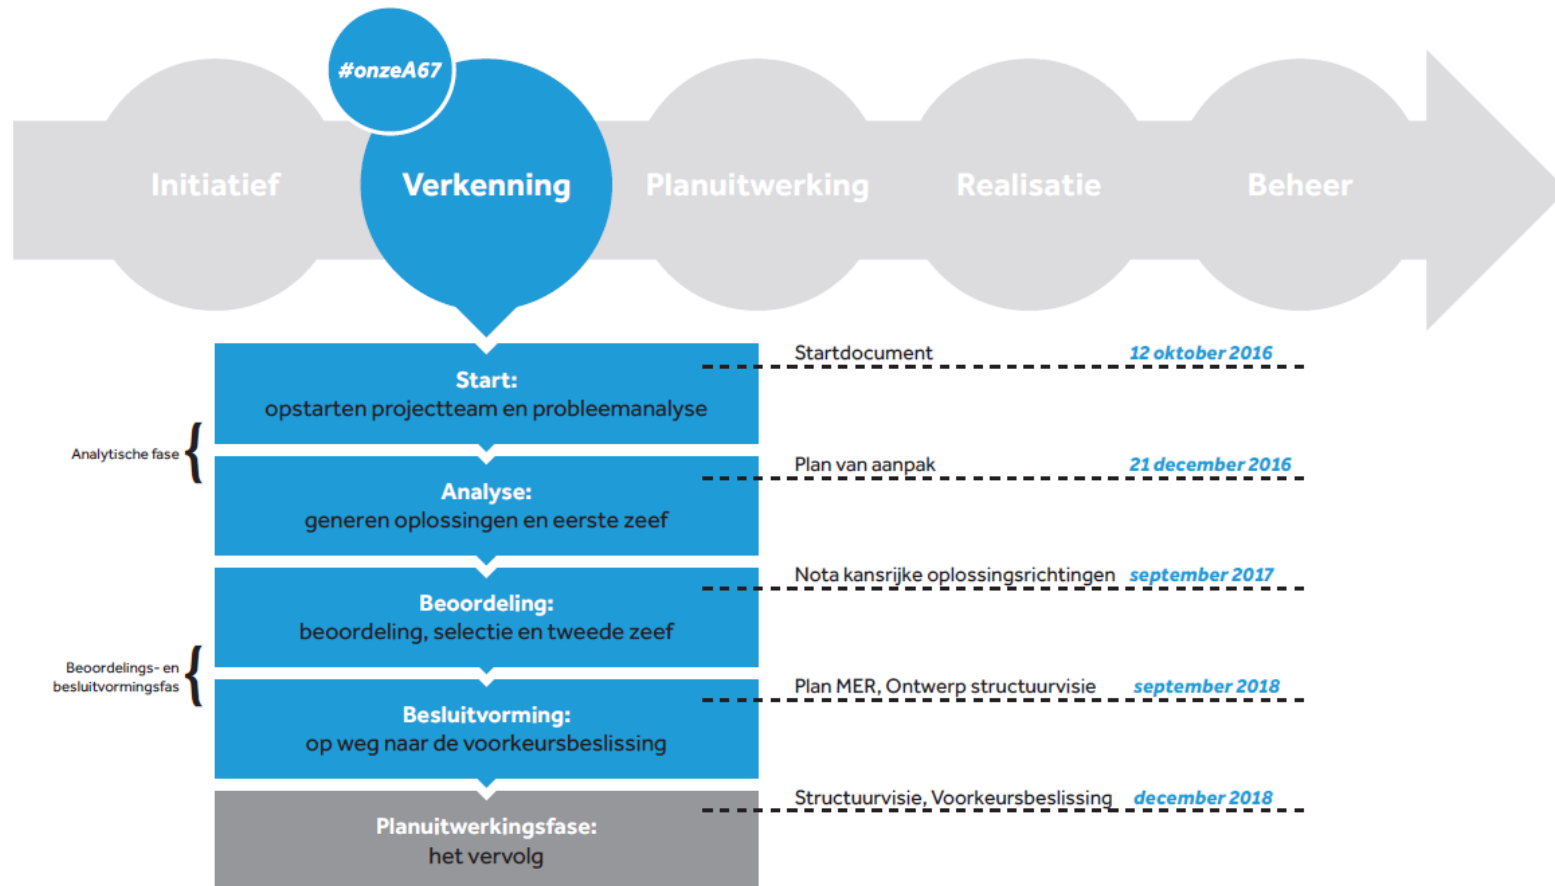 #onzeA67
Initiatief
Verkenning
Planuitwerking
Realisatie
Beheer
Startdocument 12 oktober 2016
Start:
opstarten projectteam en probleemanalyse
Analytische fase {
Plan van aanpak 21 december 2016
Analyse:
generen oplossingen en eerste zeef
Nota kansrijke oplossingsrichtingen september 2017
Beoordeling:
beoordeling, selectie en tweede zeef
Beoordelings- en
besluitvormingsfas {
Plan MER, Ontwerp structuurvisie september 2018
Besluitvorming:
op weg naar de voorkeursbeslissing
Structuurvisie, Voorkeursbeslissing december 2018
Planuitwerkingsfase:
het vervolg